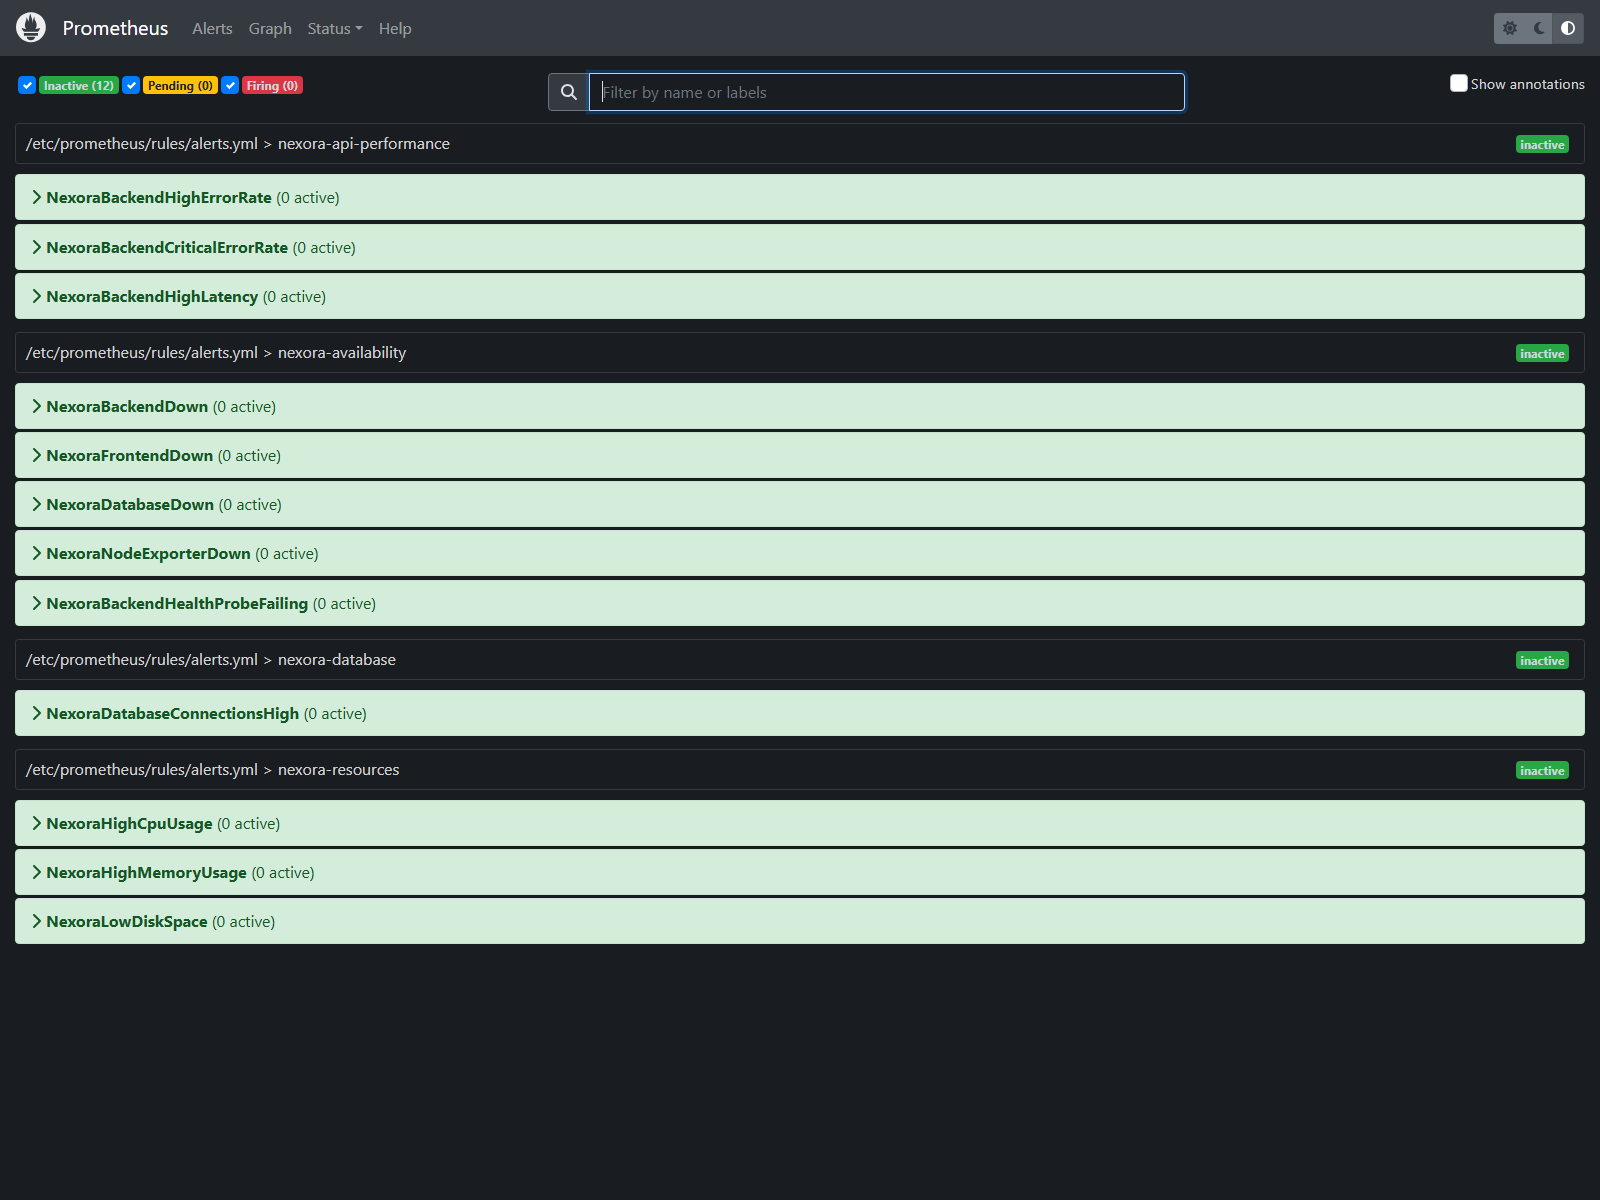 Prometheus Alerts Graph Status Help
Inactive (12) Pending (0) Firing (0) Filter by name or labels Show annotations
/etc/prometheus/rules/alerts.yml > nexora-api-performance inactive
NexoraBackendHighErrorRate (0 active)
NexoraBackendCriticalErrorRate (0 active)
NexoraBackendHighLatency (0 active)
/etc/prometheus/rules/alerts.yml > nexora-availability inactive
NexoraBackendDown (0 active)
NexoraFrontendDown (0 active)
NexoraDatabaseDown (0 active)
NexoraNodeExporterDown (0 active)
NexoraBackendHealthProbeFailing (0 active)
/etc/prometheus/rules/alerts.yml > nexora-database inactive
NexoraDatabaseConnectionsHigh (0 active)
/etc/prometheus/rules/alerts.yml > nexora-resources inactive
NexoraHighCpuUsage (0 active)
NexoraHighMemoryUsage (0 active)
NexoraLowDiskSpace (0 active)